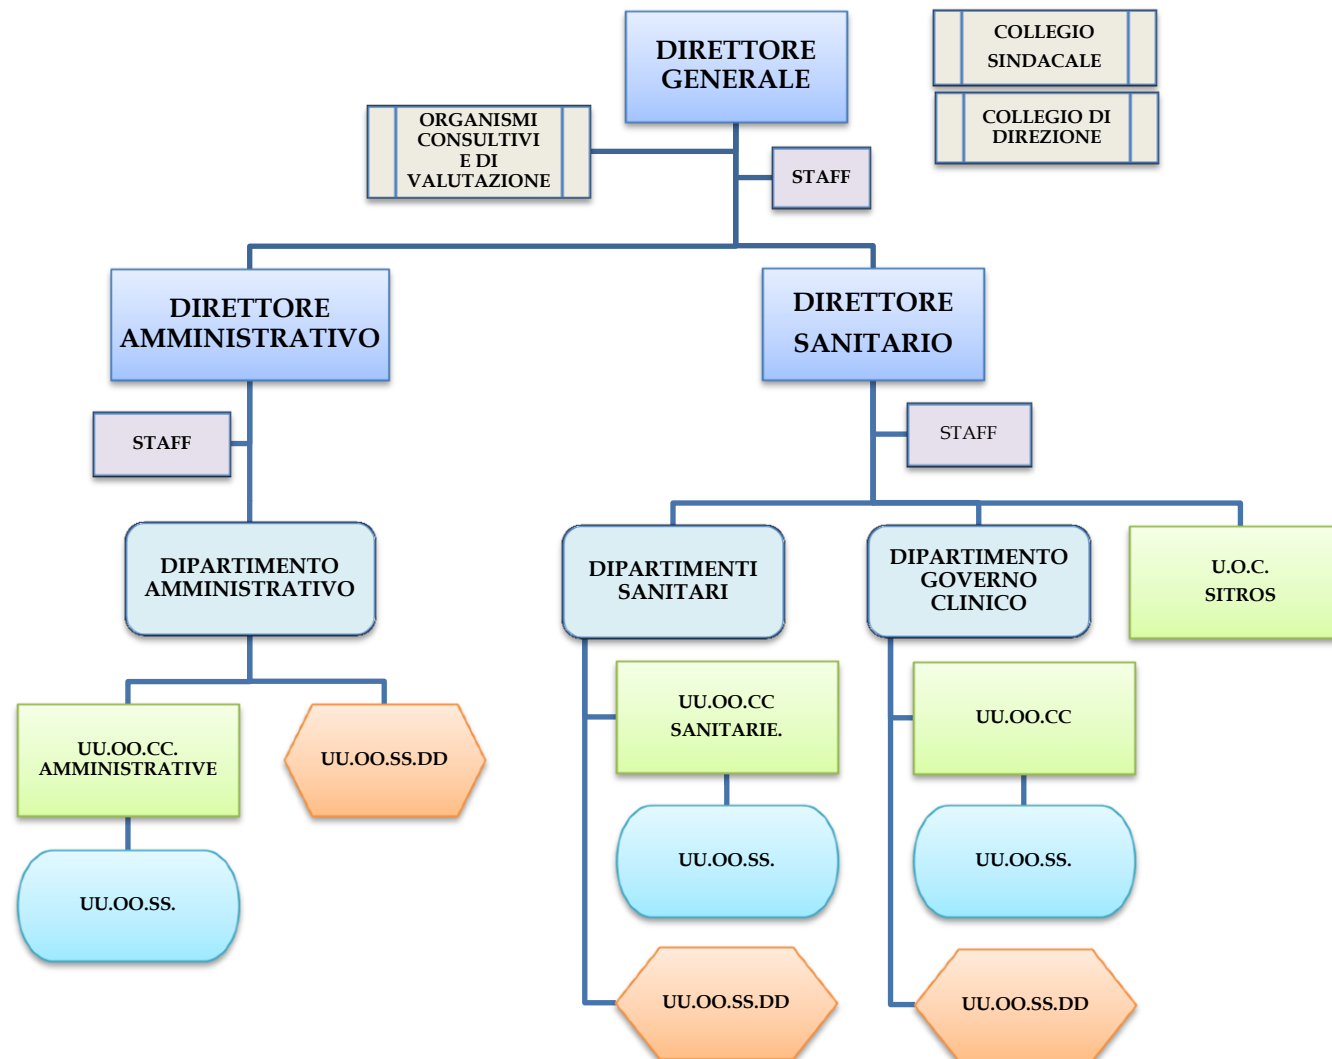 DIRETTORE
GENERALE
COLLEGIO
SINDACALE
COLLEGIO DI
DIREZIONE
ORGANISMI
CONSULTIVI
E DI
VALUTAZIONE
STAFF
DIRETTORE
AMMINISTRATIVO
DIRETTORE
SANITARIO
STAFF
STAFF
DIPARTIMENTO
AMMINISTRATIVO
DIPARTIMENTI
SANITARI
DIPARTIMENTO
GOVERNO
CLINICO
U.O.C.
SITROS
UU.OO.CC.
AMMINISTRATIVE
UU.OO.SS.DD
UU.OO.CC
SANITARIE.
UU.OO.CC
UU.OO.SS.
UU.OO.SS.
UU.OO.SS.
UU.OO.SS.DD
UU.OO.SS.DD